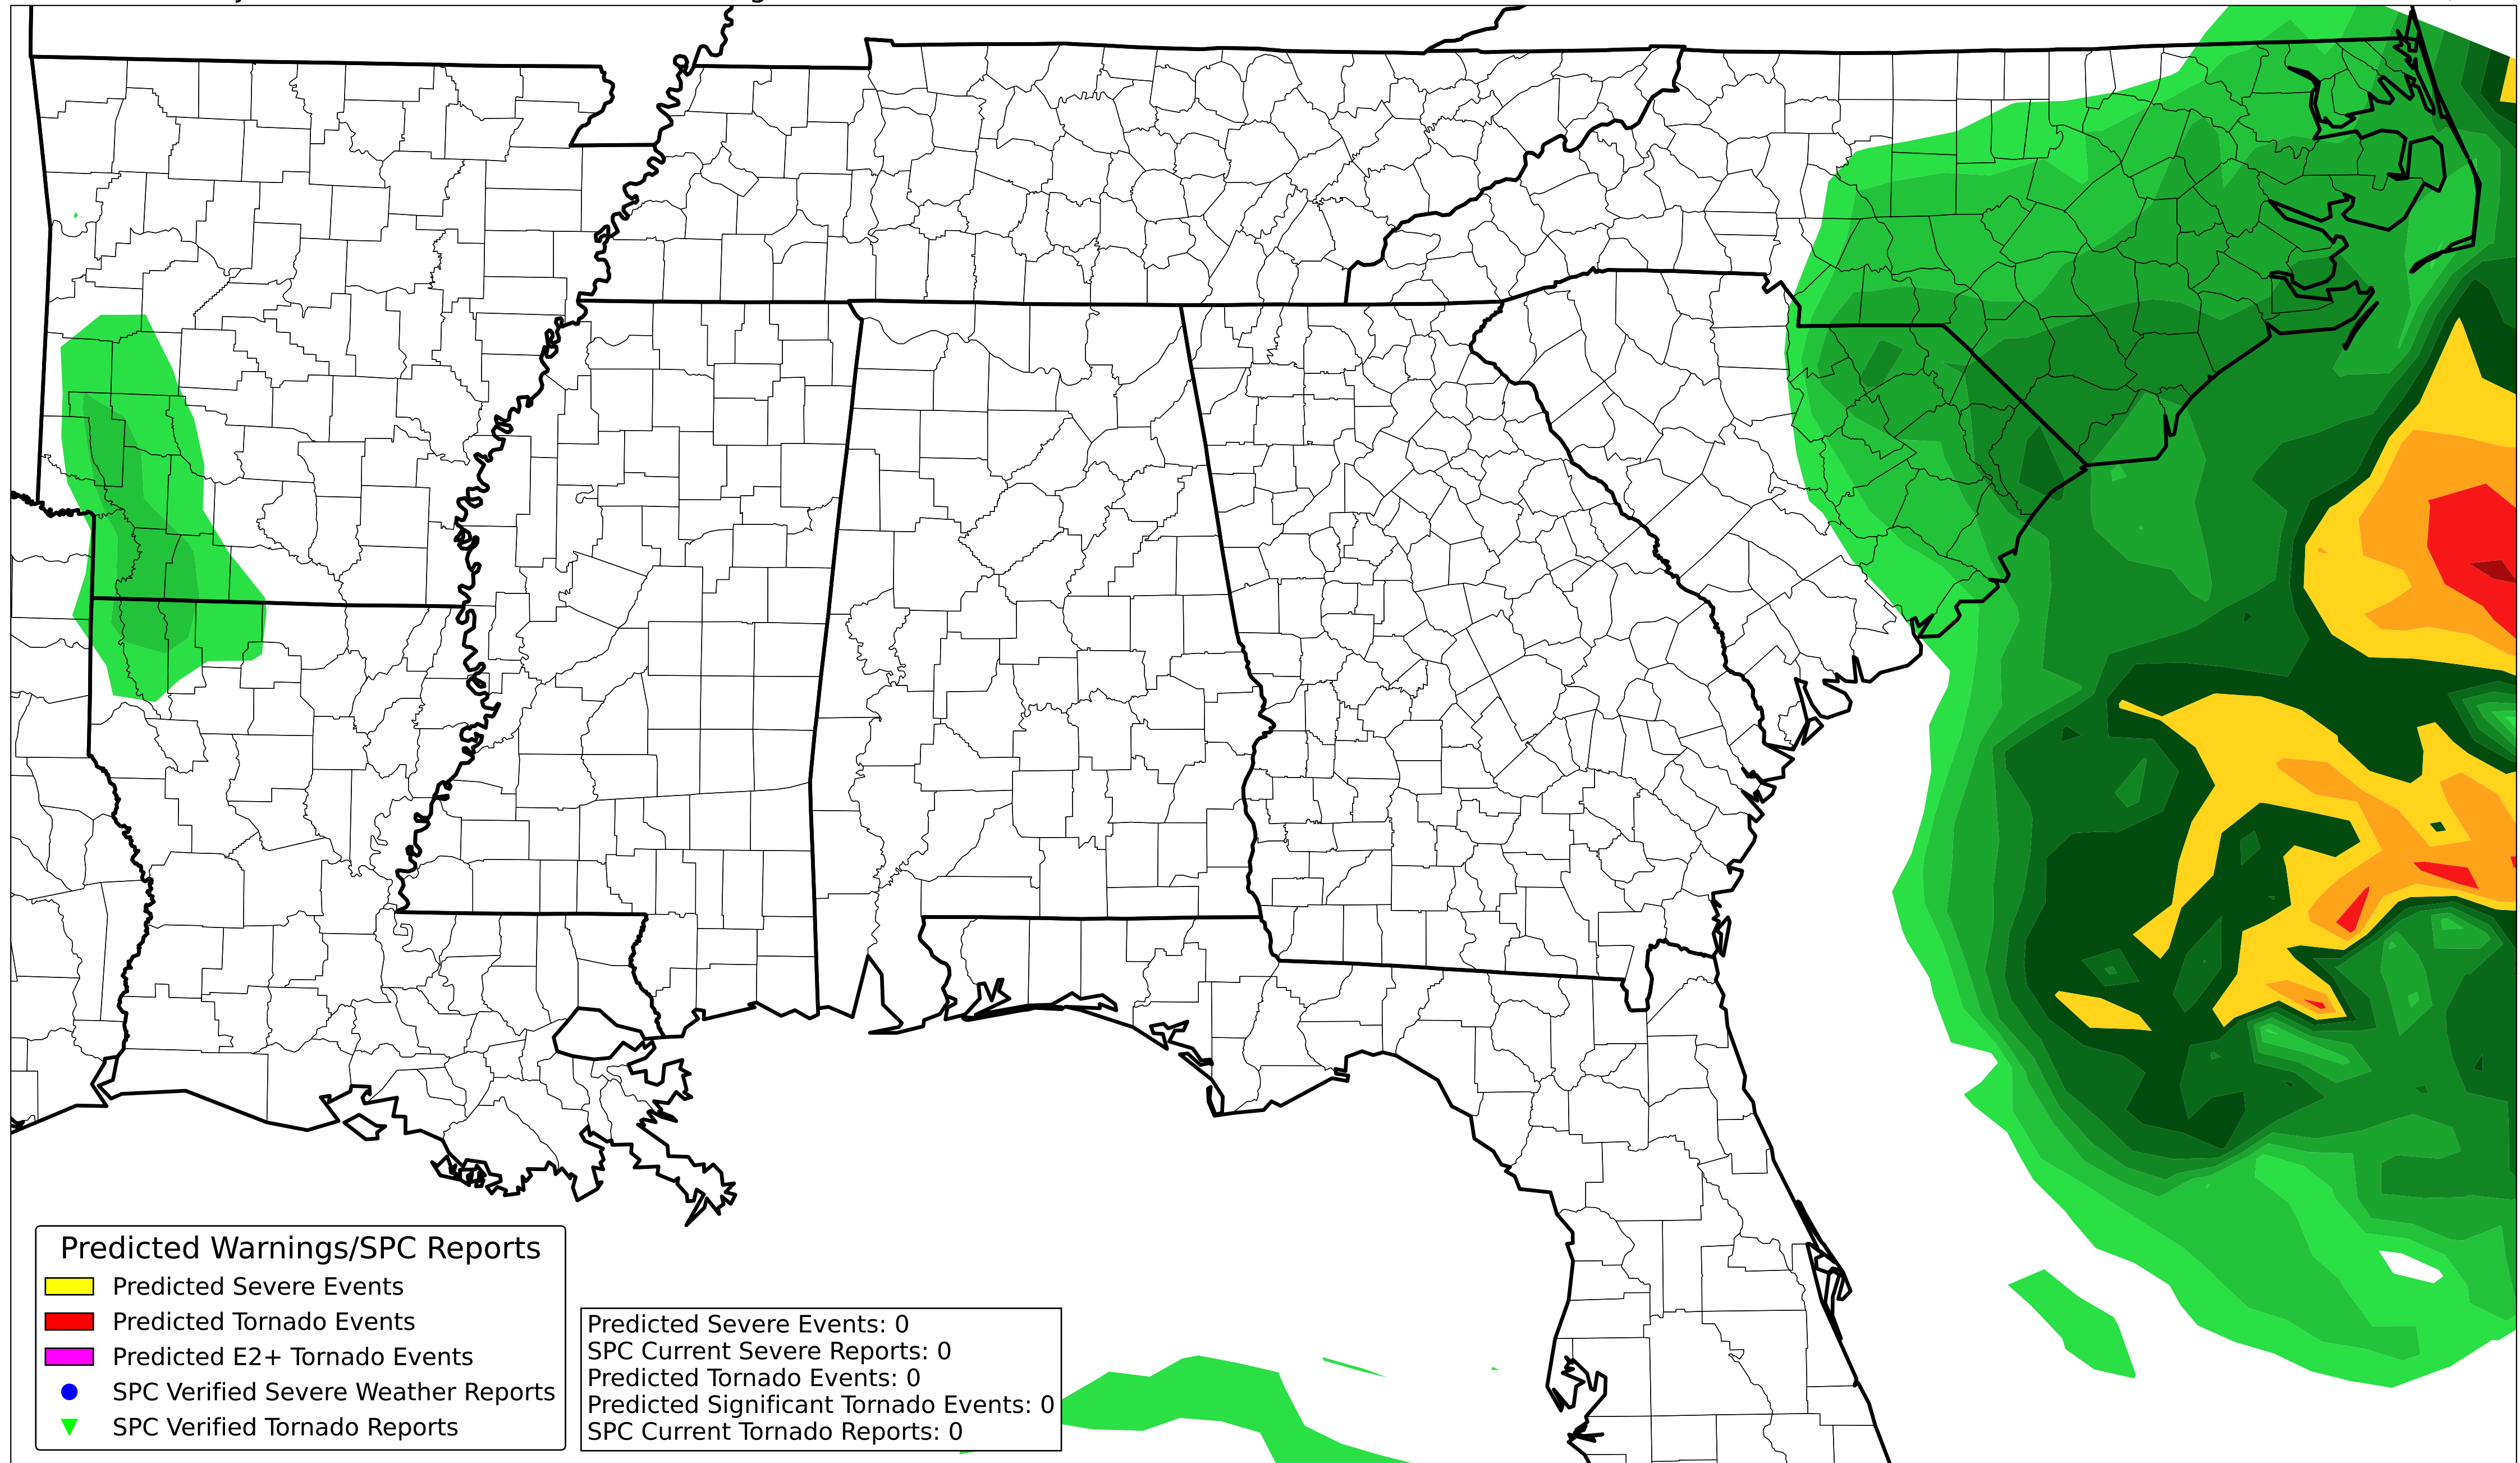 Predicted Warnings/SPC Reports
Predicted Severe Events
Predicted Tornado Events
Predicted E2+ Tornado Events
SPC Verified Severe Weather Reports
SPC Verified Tornado Reports
Predicted Severe Events: 0
SPC Current Severe Reports: 0
Predicted Tornado Events: 0
Predicted Significant Tornado Events: 0
SPC Current Tornado Reports: 0